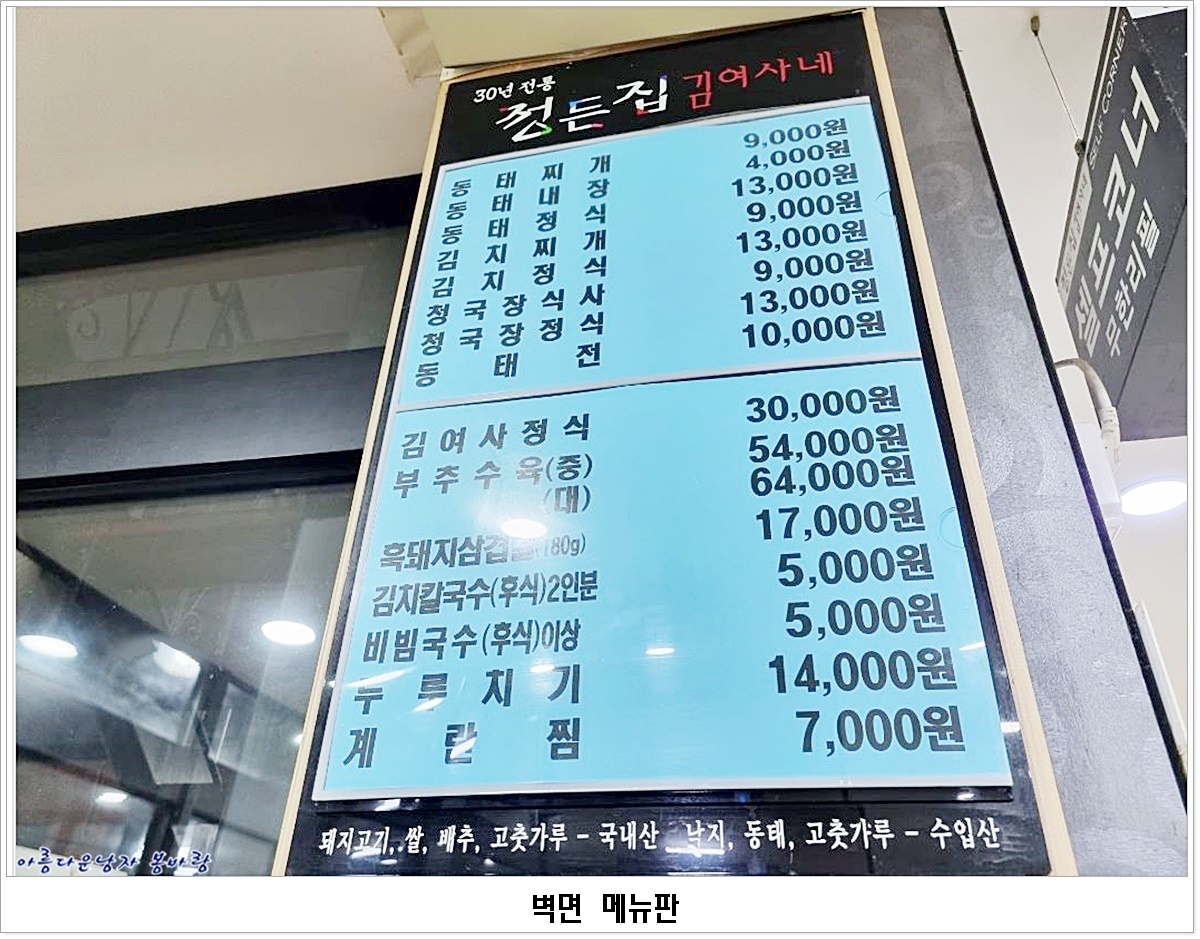 30년 전통
정든집 김여사네
동태찌개 9,000원
동태내장 4,000원
동태정식 13,000원
김치찌개 9,000원
김치정식 13,000원
청국장식사 9,000원
청국장정식 13,000원
동태전 10,000원
김여사정식 30,000원
부추수육(중) 54,000원
(대) 64,000원
흑돼지삼겹살(180g) 17,000원
김치칼국수(후식)2인분 5,000원
비빔국수(후식)이상 5,000원
두루치기 14,000원
계란찜 7,000원
돼지고기, 쌀, 배추, 고춧가루 - 국내산 낙지, 동태, 고춧가루 - 수입산
SELF CORNER
셀프코너
무한리필
아름다운남자 봉바랑
벽면 메뉴판